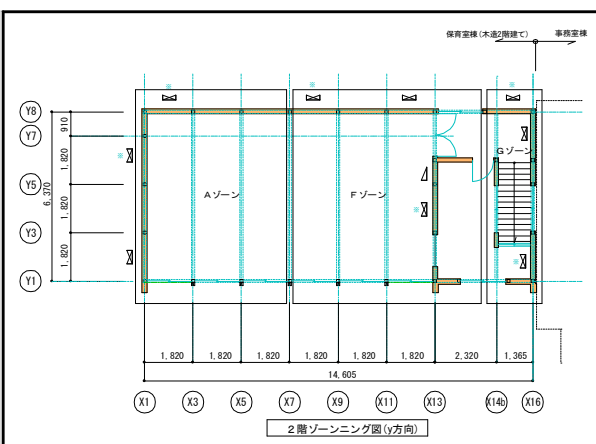 保育室棟(木造2階建て) 事務室棟
※ ※ ※
Y8
Y7
Y5
Y3
Y1
910
1,820
1,820
1,820
6,370
※
※
Aゾーン
Fゾーン
Gゾーン
※
1,820 1,820 1,820 1,820 1,820 1,820 2,320 1,365
14,605
X1 X3 X5 X7 X9 X11 X13 X14b X16
2階ゾーンニング図(y方向)